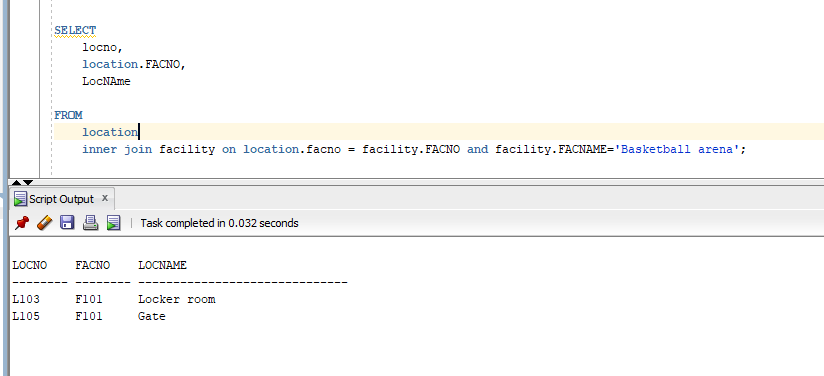 SELECT
locno,
location.FACNO,
LocNAme
FROM
location
inner join facility on location.facno = facility.FACNO and facility.FACNAME='Basketball arena';
Script Output x
Task completed in 0.032 seconds
LOCNO FACNO LOCNAME
-------- -------- ------------------------------
L103 F101 Locker room
L105 F101 Gate